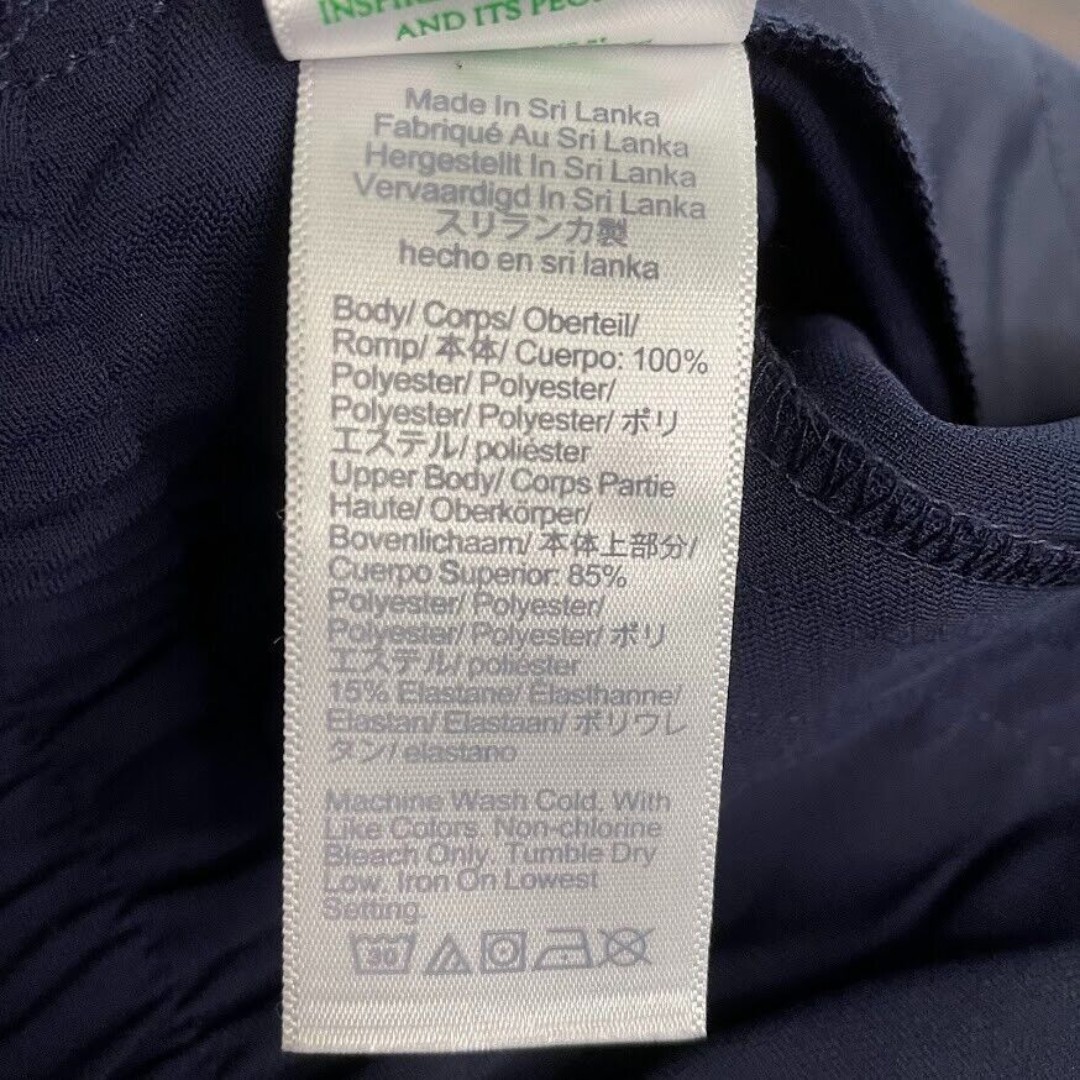 INSPIRE
AND ITS PEO
Made In Sri Lanka
Fabriqué Au Sri Lanka
Hergestellt In Sri Lanka
Vervaardigd In Sri Lanka
スリランカ製
hecho en sri lanka
Body/ Corps/ Oberteil/
Romp/ 本体/ Cuerpo: 100%
Polyester/ Polyester/
Polyester/ Polyester/ ポリ
エステル/ poliéster
Upper Body/ Corps Partie
Haute/ Oberkörper/
Bovenlichaam/ 本体上部分/
Cuerpo Superior: 85%
Polyester/ Polyester/
Polyester/ Polyester/ ポリ
エステル/ poliéster
15% Elastane/ Élasthanne/
Elastan/ Elastaan/ ポリウレ
タン/ elastano
Machine Wash Cold, With
Like Colors, Non-chlorine
Bleach Only. Tumble Dry
Low, Iron On Lowest
Setting.
30